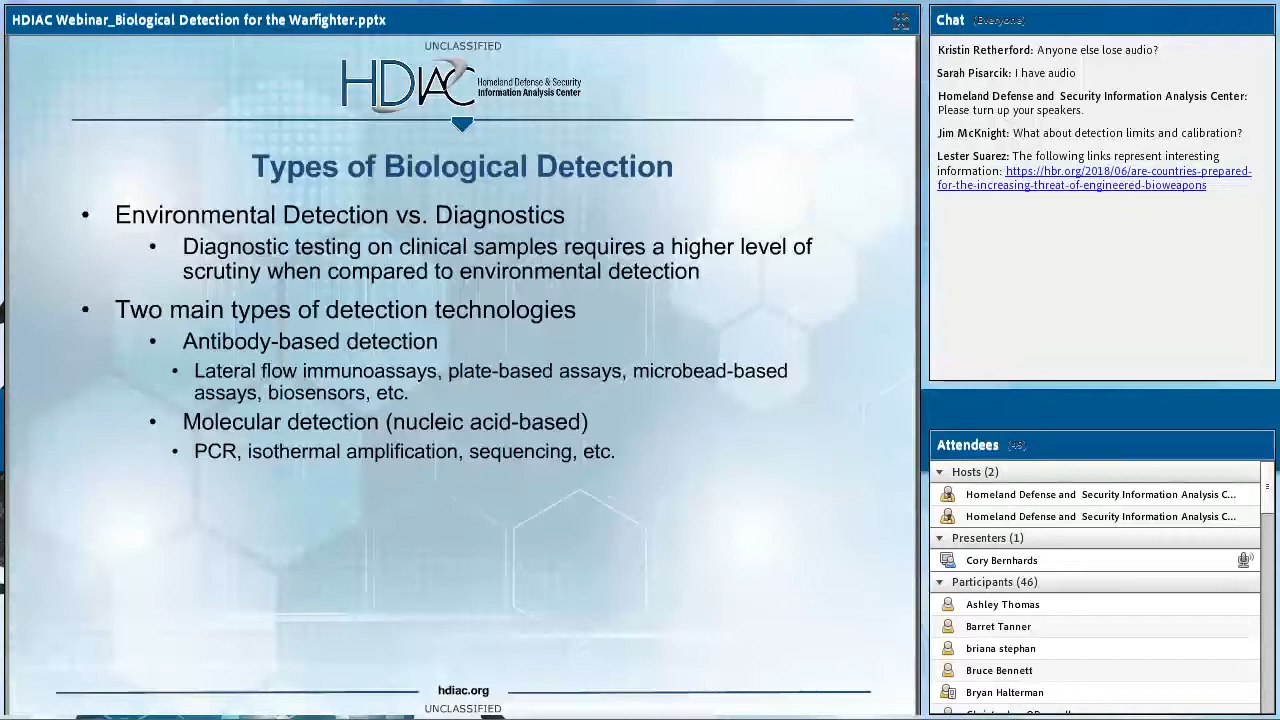 HDIAC Webinar_Biological Detection for the Warfighter.pptx
UNCLASSIFIED
HDIAC
Homeland Defense & Security
Information Analysis Center
Types of Biological Detection
• Environmental Detection vs. Diagnostics
• Diagnostic testing on clinical samples requires a higher level of
scrutiny when compared to environmental detection
• Two main types of detection technologies
• Antibody-based detection
• Lateral flow immunoassays, plate-based assays, microbead-based
assays, biosensors, etc.
• Molecular detection (nucleic acid-based)
• PCR, isothermal amplification, sequencing, etc.
hdiac.org
UNCLASSIFIED
Chat (Everyone)
Kristin Retherford: Anyone else lose audio?
Sarah Pisarcik: I have audio
Homeland Defense and Security Information Analysis Center:
Please turn up your speakers.
Jim McKnight: What about detection limits and calibration?
Lester Suarez: The following links represent interesting
information: https://hbr.org/2018/06/are-countries-prepared-
for-the-increasing-threat-of-engineered-bioweapons
Attendees
Hosts (2)
Homeland Defense and Security Information Analysis C...
Homeland Defense and Security Information Analysis C...
Presenters (1)
Cory Bernhards
Participants (46)
Ashley Thomas
Barret Tanner
briana stephan
Bruce Bennett
Bryan Halterman